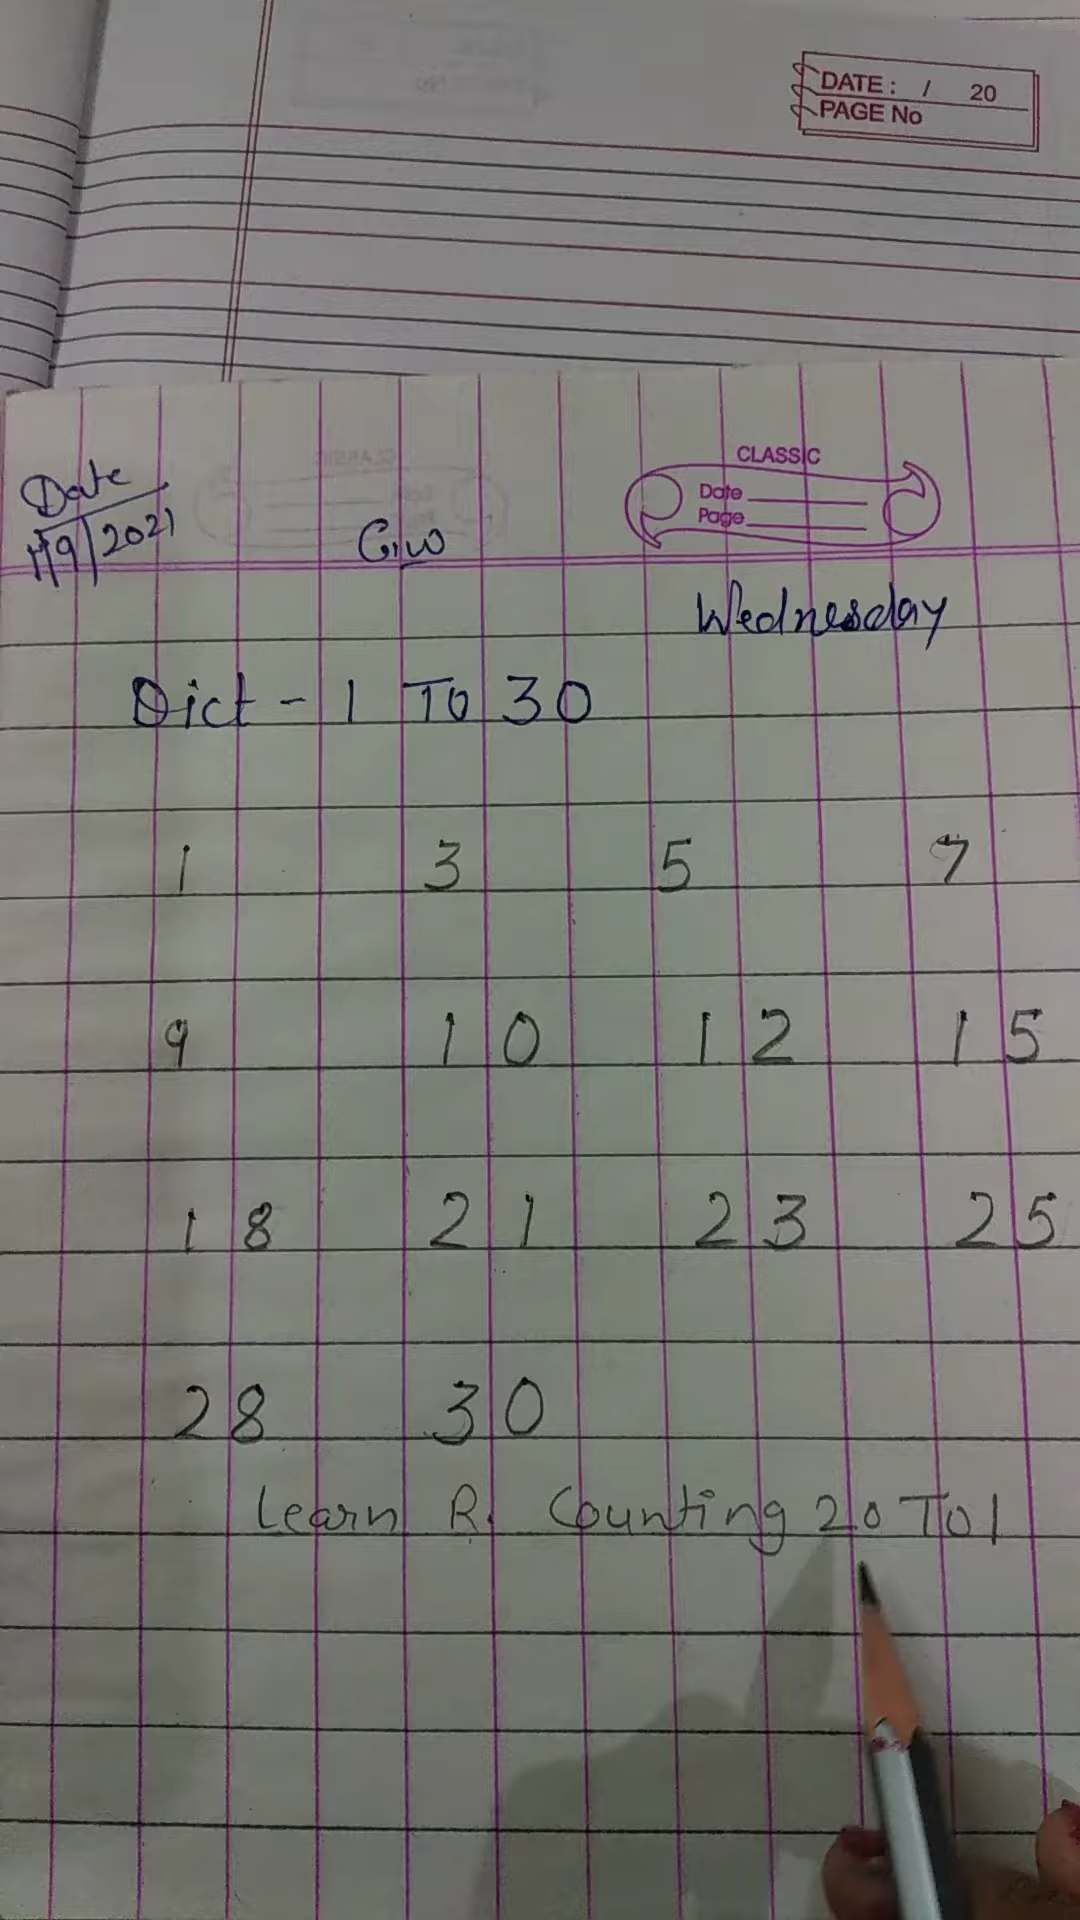 DATE : / 20
PAGE No
CLASSIC
Date
Page
Date
1/9/2021
C.w
Wednesday
Dict - 1 To 30
1 3 5 7
9 10 12 15
18 21 23 25
28 30
Learn R. Counting 20 To 1